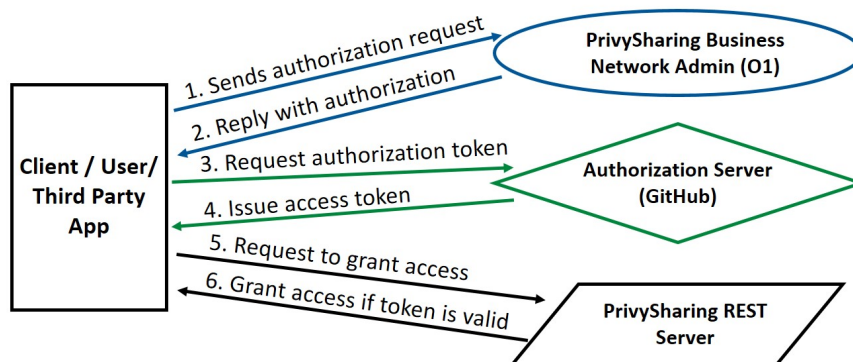 1. Sends authorization request
PrivySharing Business
Network Admin (O1)
2. Reply with authorization
Client / User/
Third Party
App
3. Request authorization token
Authorization Server
(GitHub)
4. Issue access token
5. Request to grant access
6. Grant access if token is valid
PrivySharing REST
Server